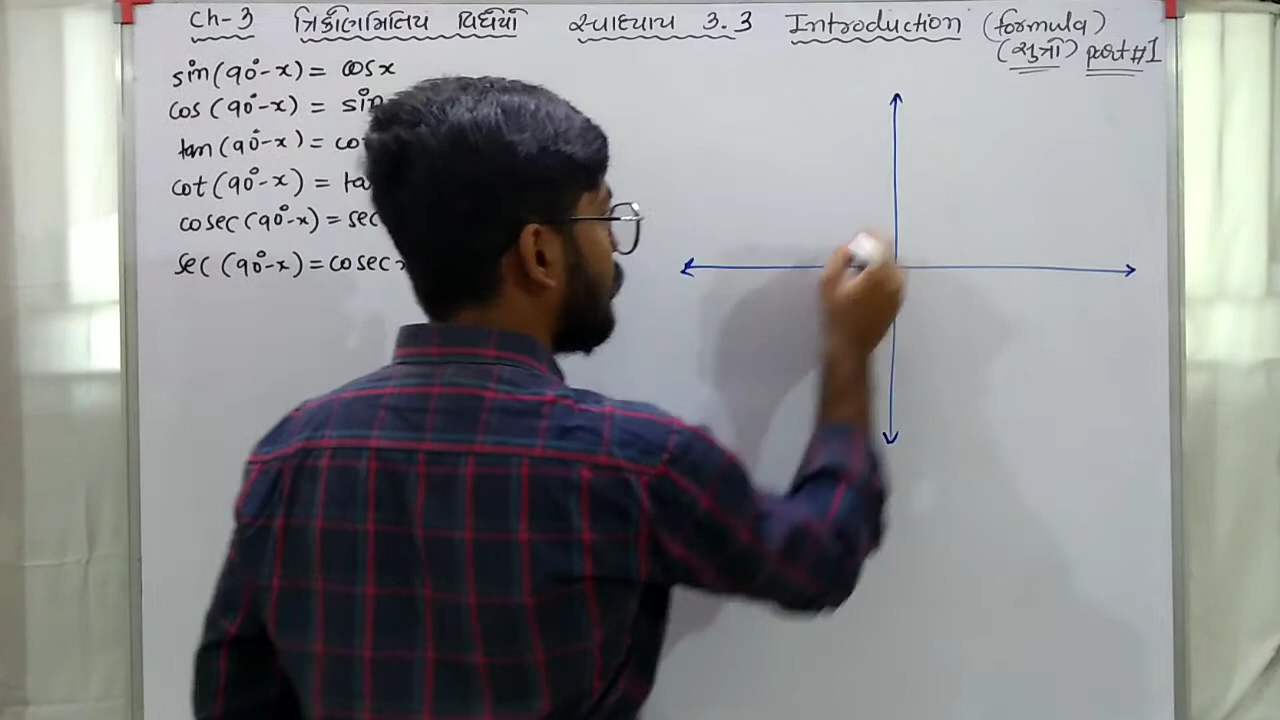 Ch-3 ત્રિકોણમિતિય વિધેયો સ્વાધ્યાય 3.3 Introduction (formula)
(સુત્રો) part#1
sin(90°-x) = cosx
cos(90°-x) = sin
tan(90°-x) = co
cot(90°-x) = ta
cosec(90°-x) = sec
sec(90°-x) = cosec